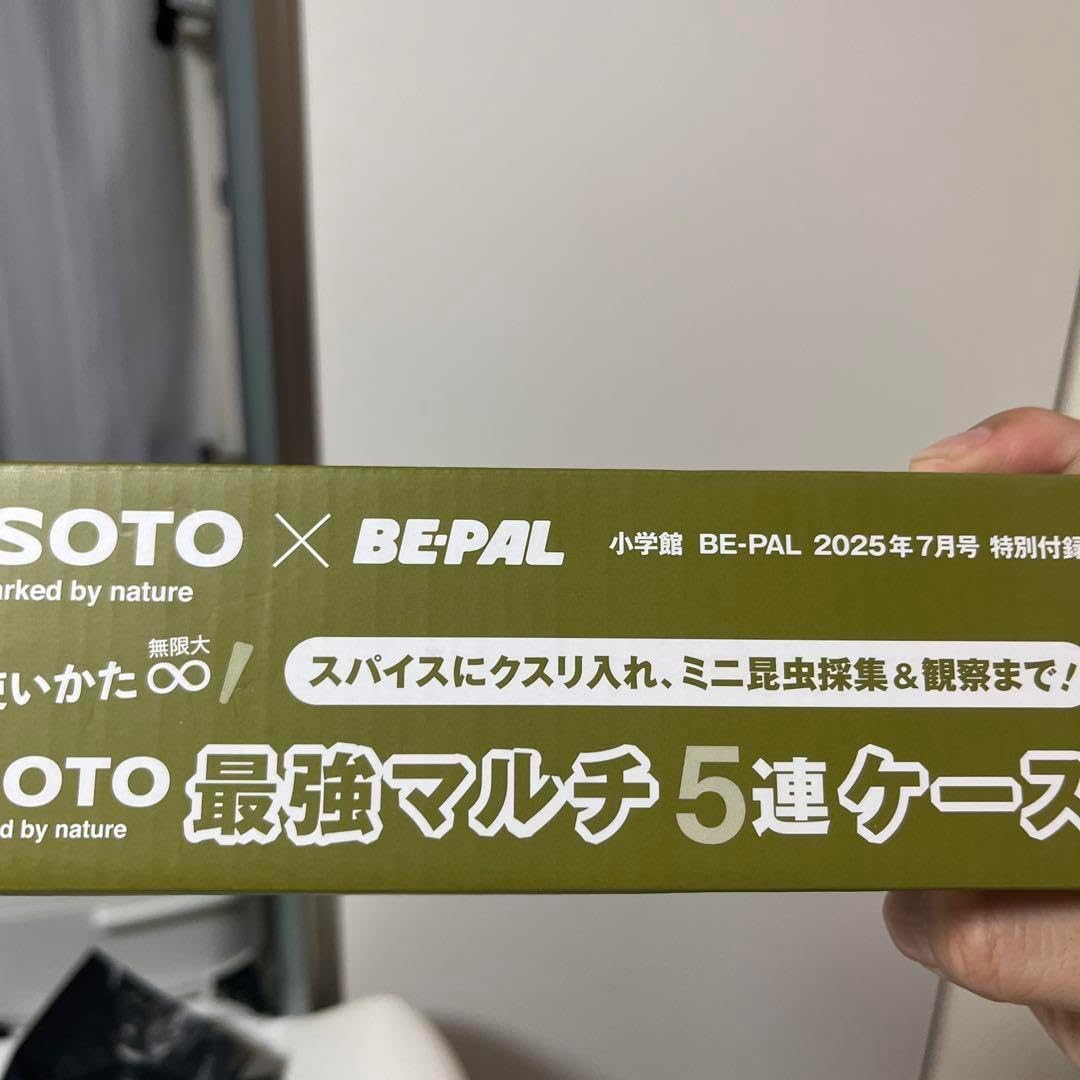 SOTO × BE-PAL 小学館 BE-PAL 2025年7月号 特別付録
arked by nature
無限大
いかた ∞!
スパイスにクスリ入れ、ミニ昆虫採集&観察まで!
OTO 最強マルチ5連ケース
d by nature